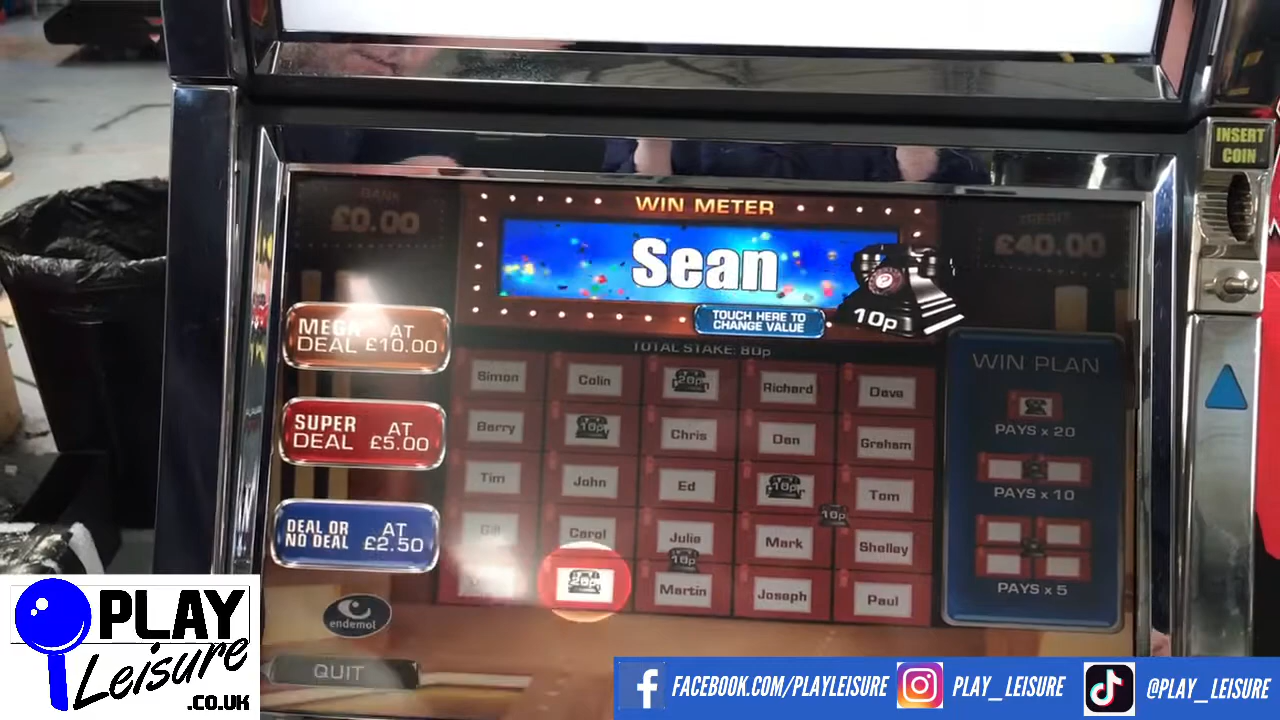 INSERT
COIN
BANK
£0.00
WIN METER
CREDIT
£40.00
Sean
10p
TOUCH HERE TO
CHANGE VALUE
TOTAL STAKE: 80p
MEGA AT
DEAL £10.00
SUPER AT
DEAL £5.00
DEAL OR AT
NO DEAL £2.50
Simon Colin 20p Richard Dave
Barry 10p Chris Dan Graham
Tim John Ed 10p Tom
10p
Gill Carol Julie Mark Shelley
10p
20p Martin Joseph Paul
WIN PLAN
PAYS x 20
PAYS x 10
PAYS x 5
endemol
QUIT
PLAY
Leisure
.CO.UK
FACEBOOK.COM/PLAYLEISURE PLAY_LEISURE @PLAY_LEISURE